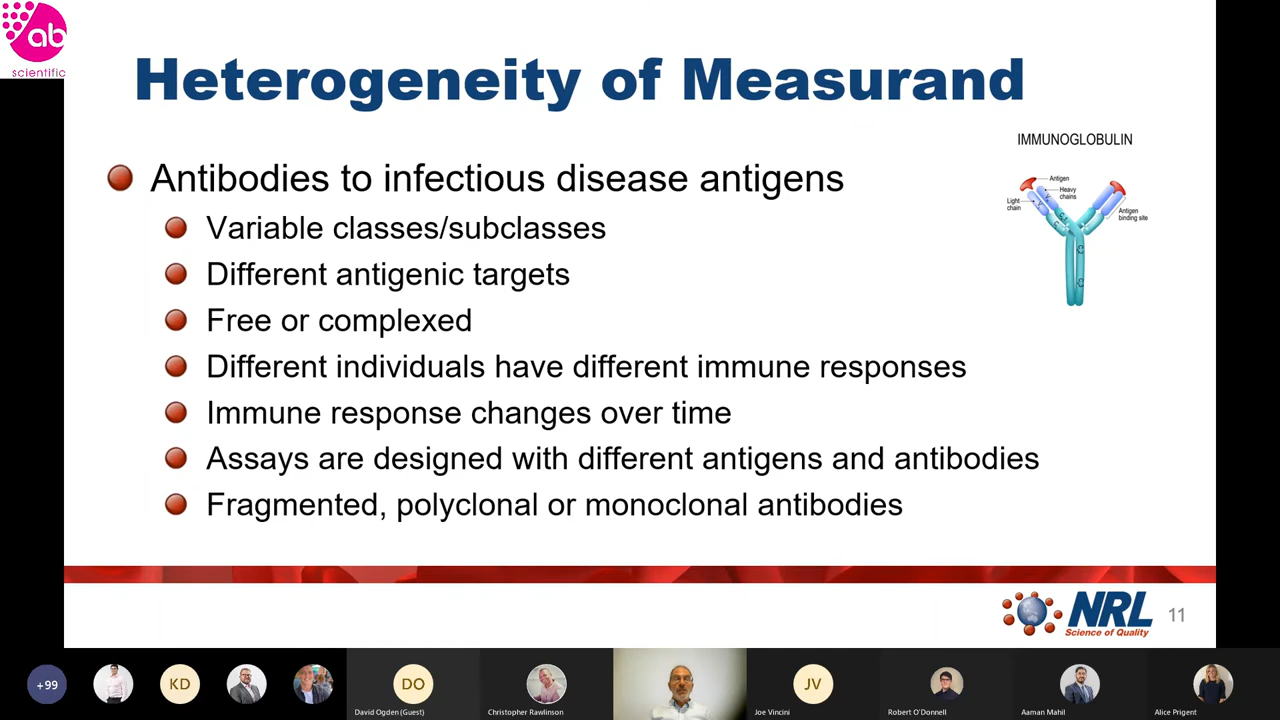 ab
scientific
Heterogeneity of Measurand
IMMUNOGLOBULIN
Antigen
Heavy
chains
Light
chain
Antigen
binding site
Antibodies to infectious disease antigens
Variable classes/subclasses
Different antigenic targets
Free or complexed
Different individuals have different immune responses
Immune response changes over time
Assays are designed with different antigens and antibodies
Fragmented, polyclonal or monoclonal antibodies
NRL
Science of Quality
11
+99
KD
DO
JV
David Ogden (Guest)
Christopher Rawlinson
Joe Vincini
Robert O'Donnell
Aaman Mahil
Alice Prigent